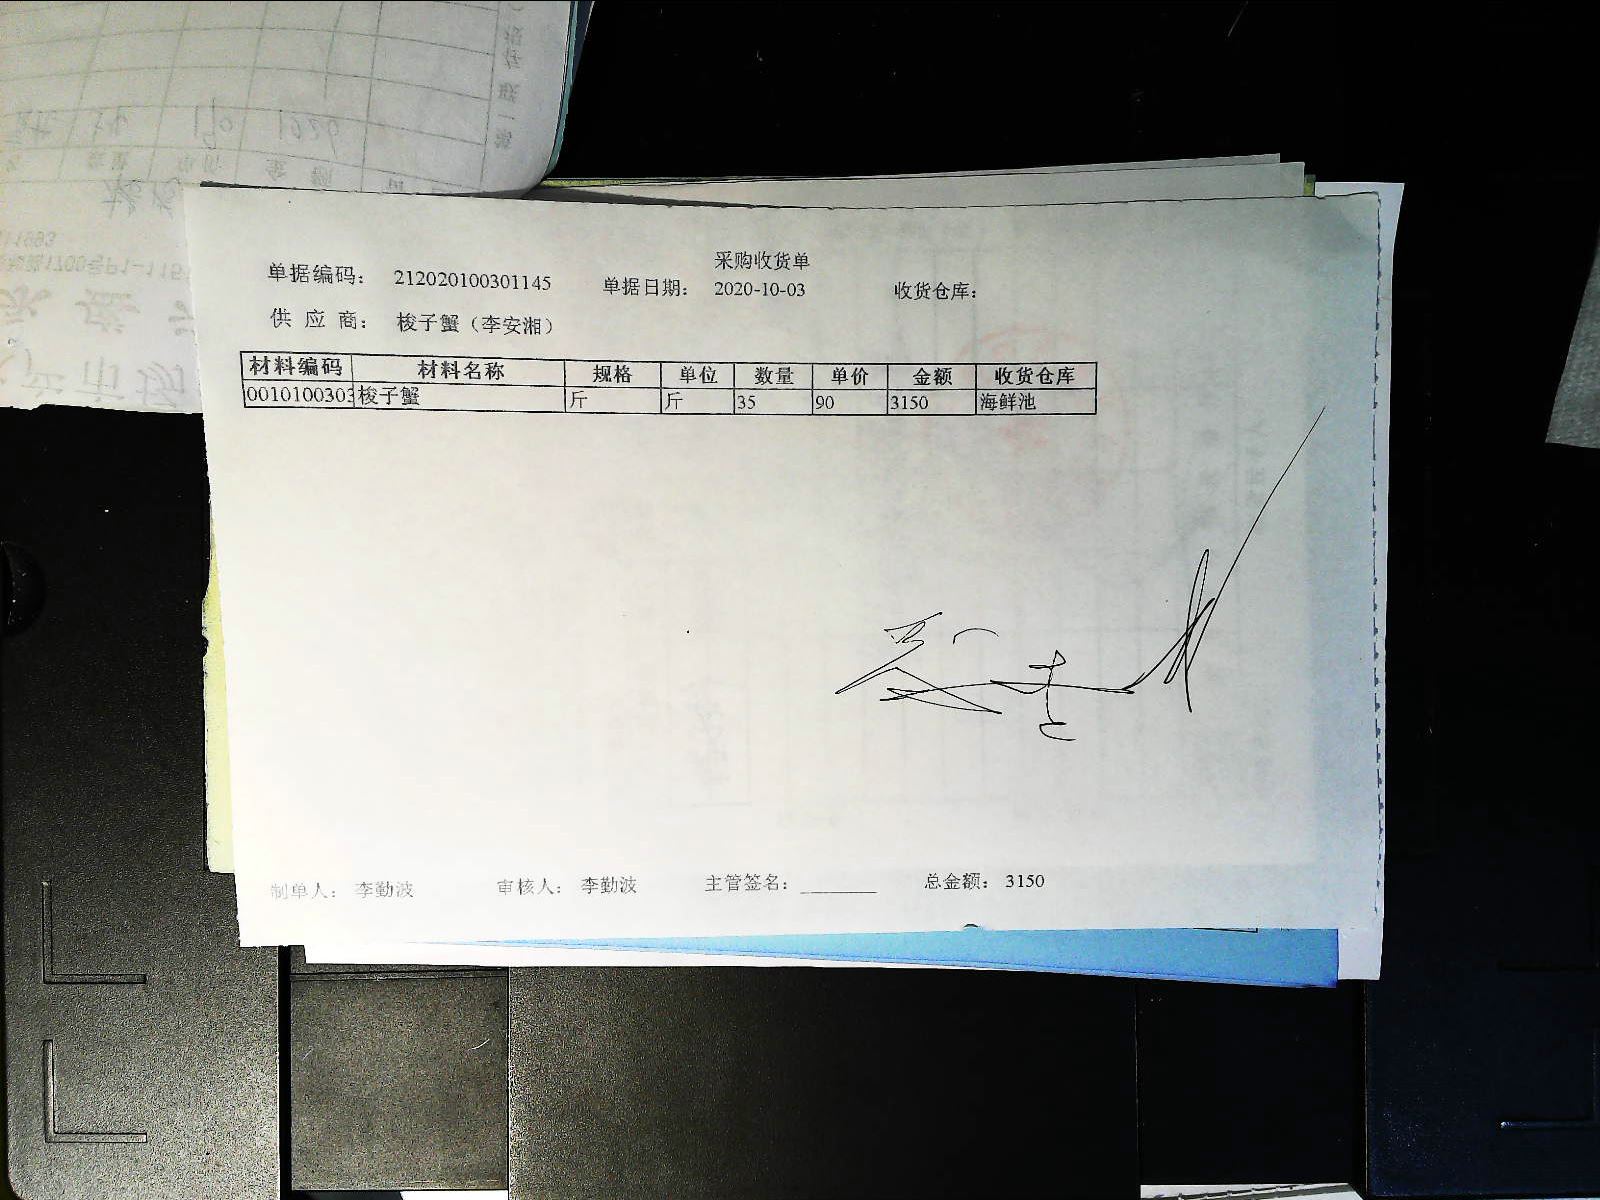 采购收货单
单据编码： 212020100301145 单据日期： 2020-10-03 收货仓库：
供 应 商： 梭子蟹（李安湘）
材料编码 材料名称 规格 单位 数量 单价 金额 收货仓库
0010100303 梭子蟹 斤 斤 35 90 3150 海鲜池
制单人： 李勤波 审核人： 李勤波 主管签名：________ 总金额： 3150